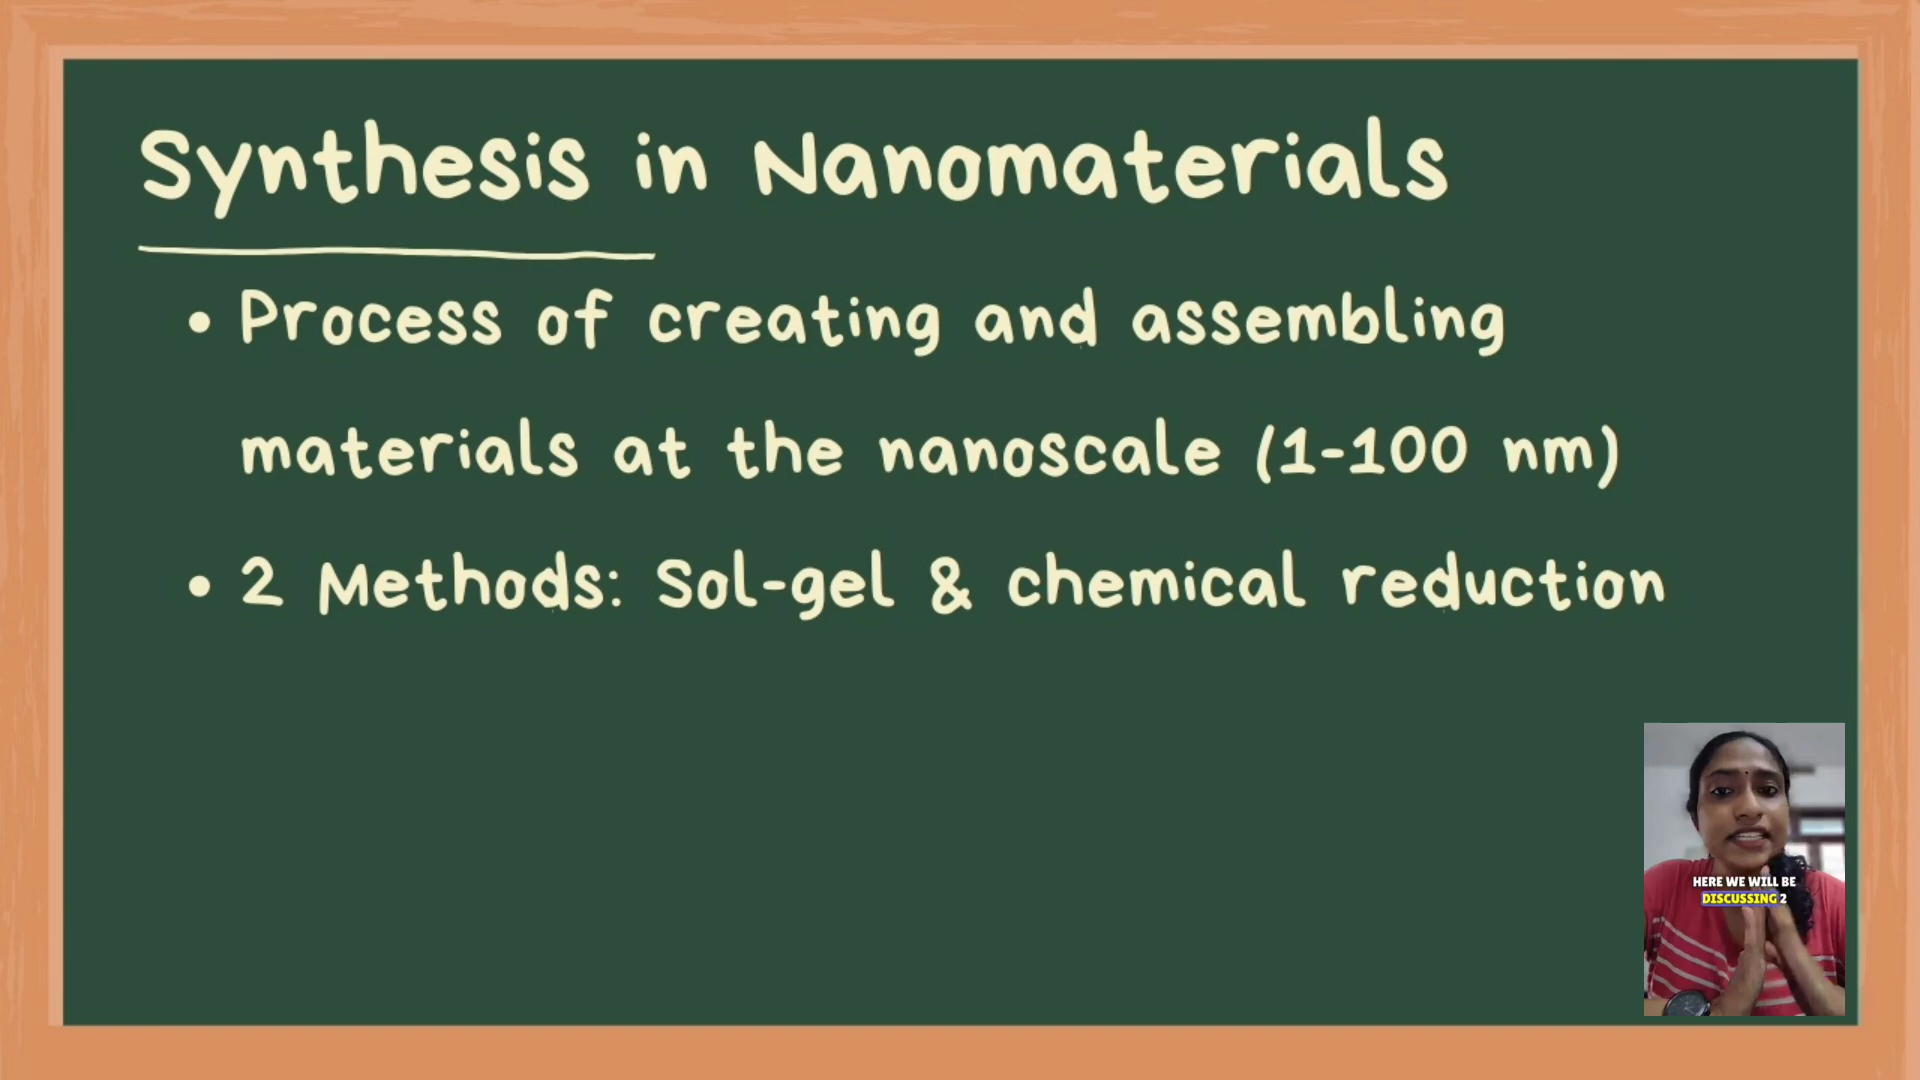 Synthesis in Nanomaterials
• Process of creating and assembling
materials at the nanoscale (1-100 nm)
• 2 Methods: Sol-gel & chemical reduction
HERE WE WILL BE
DISCUSSING 2